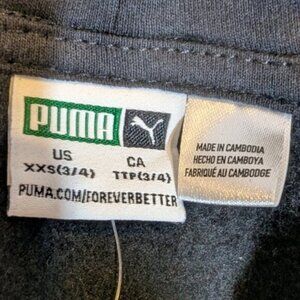 PUMA
US CA
XXS(3/4) TTP(3/4)
PUMA.COM/FOREVERBETTER
MADE IN CAMBODIA
HECHO EN CAMBOYA
FABRIQUÉ AU CAMBODGE